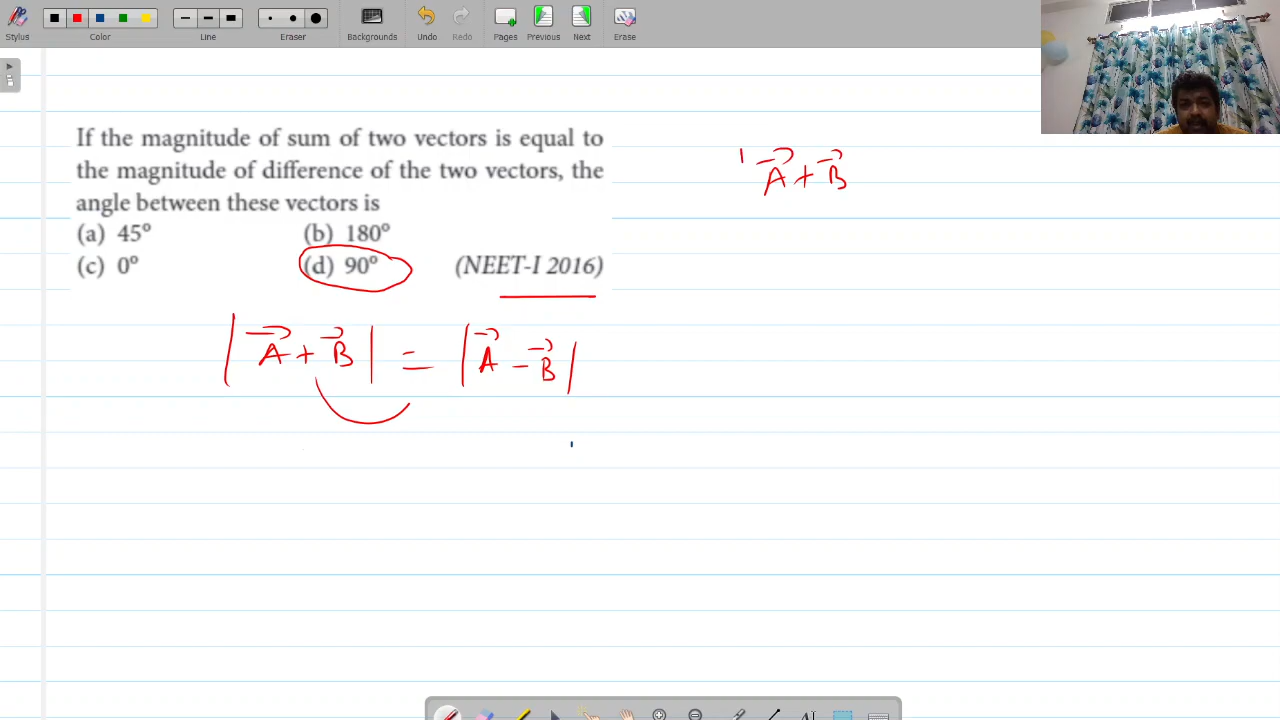 Stylus
Color
Line
Eraser
Backgrounds
Undo
Redo
Pages
Previous
Next
Erase
If the magnitude of sum of two vectors is equal to
the magnitude of difference of the two vectors, the
angle between these vectors is
(a) 45° (b) 180°
(c) 0° (d) 90° (NEET-I 2016)
|A⃗ + B⃗| = |A⃗ − B⃗|
A⃗ + B⃗